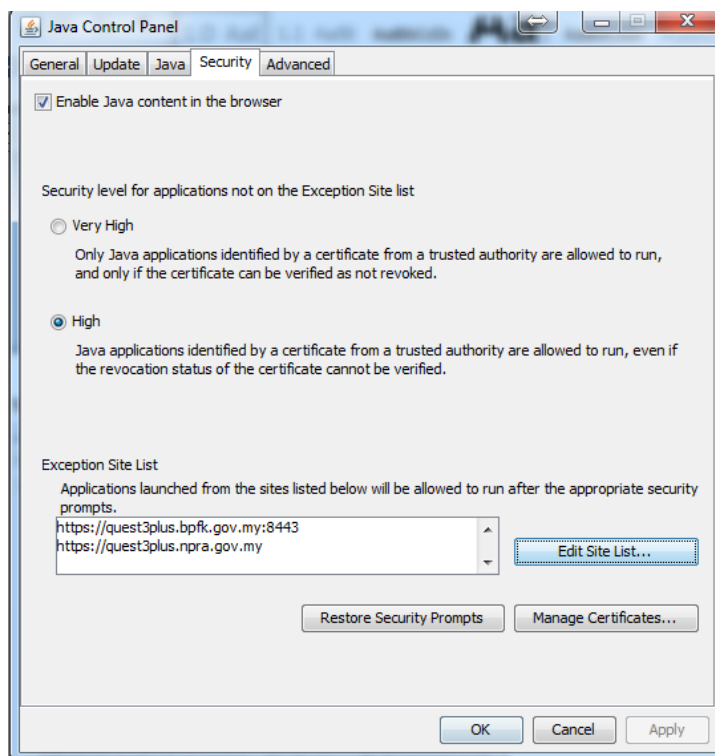 Java Control Panel
General Update Java Security Advanced
Enable Java content in the browser
Security level for applications not on the Exception Site list
Very High
Only Java applications identified by a certificate from a trusted authority are allowed to run,
and only if the certificate can be verified as not revoked.
High
Java applications identified by a certificate from a trusted authority are allowed to run, even if
the revocation status of the certificate cannot be verified.
Exception Site List
Applications launched from the sites listed below will be allowed to run after the appropriate security
prompts.
https://quest3plus.bpfk.gov.my:8443
https://quest3plus.npra.gov.my
Edit Site List...
Restore Security Prompts Manage Certificates...
OK Cancel Apply